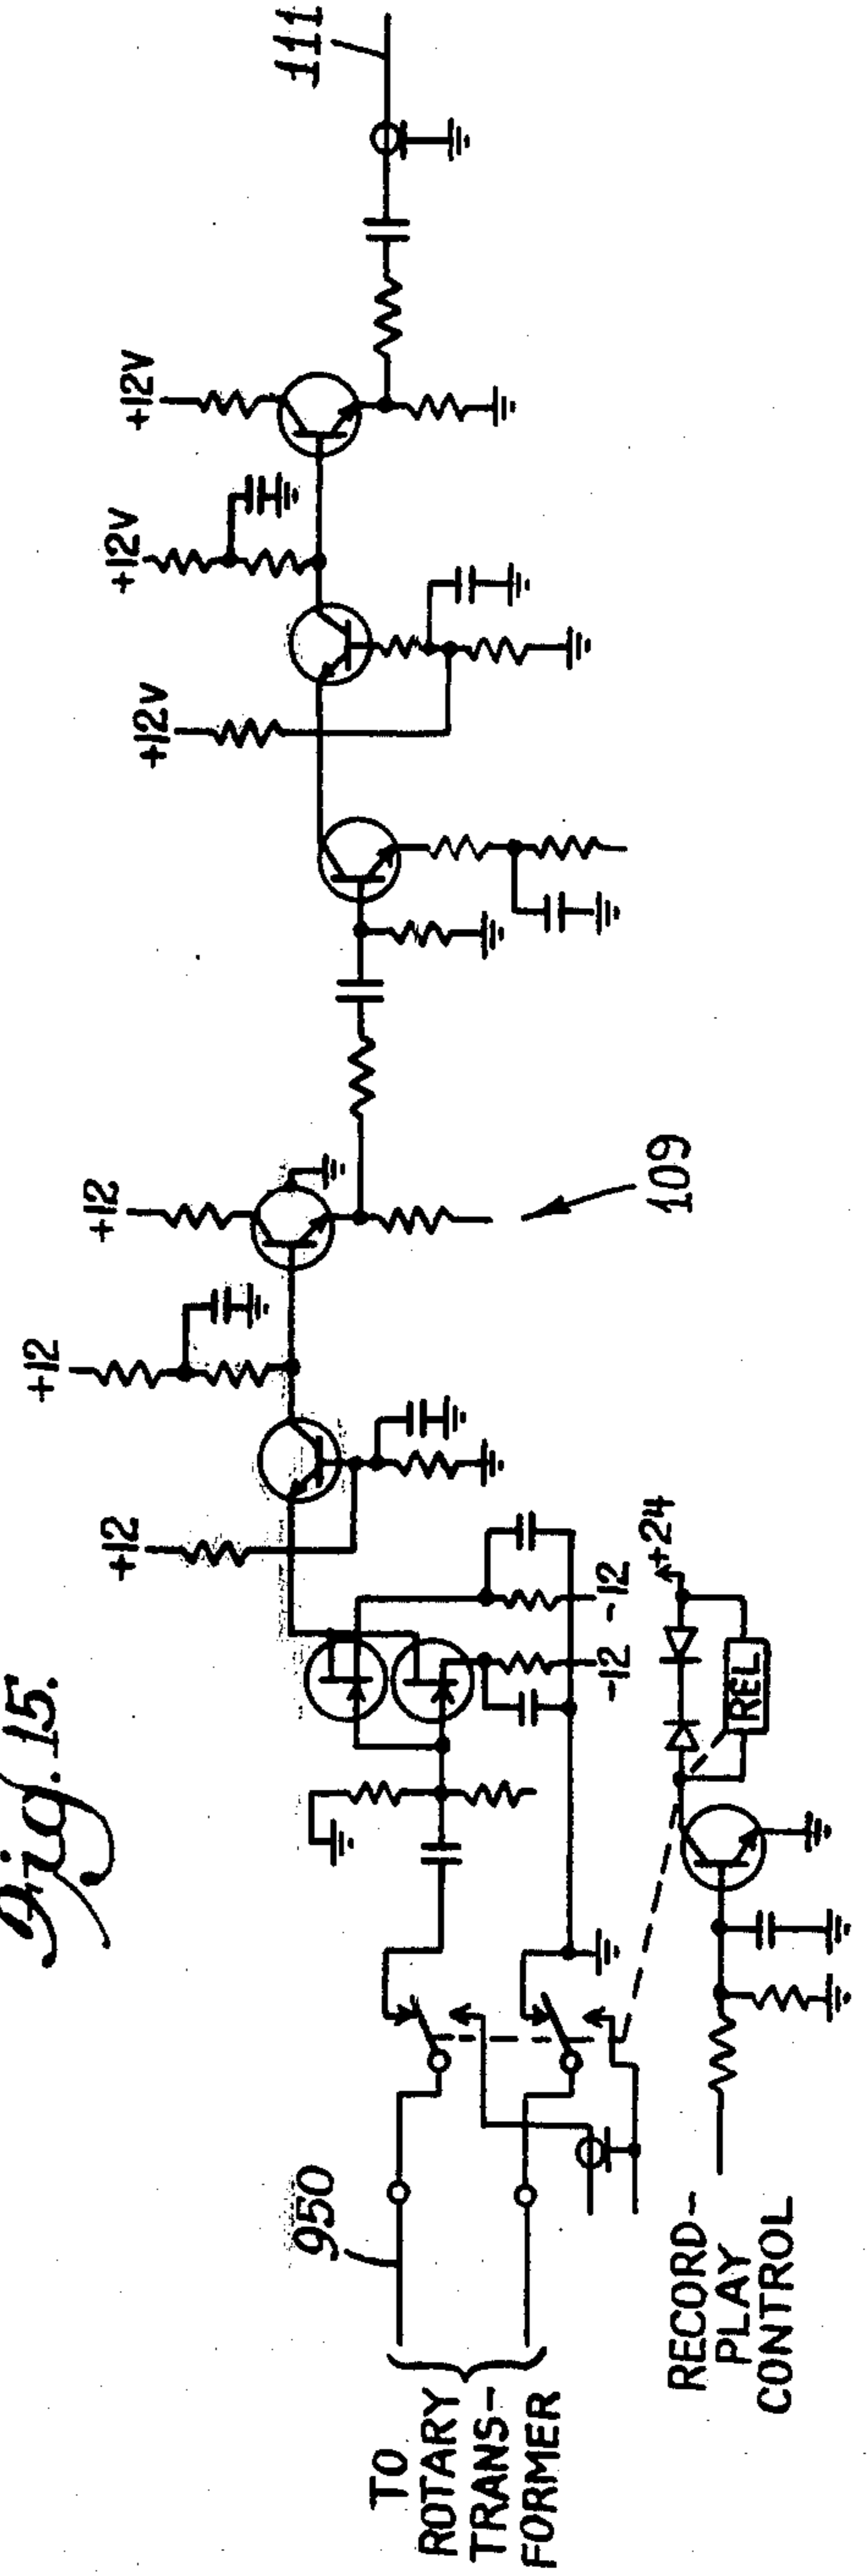 Fig. 15.
TO
ROTARY
TRANS-
FORMER
950
RECORD-
PLAY
CONTROL
REL
+24
-12
-12
+12
+12
+12
109
+12V
+12V
+12V
111